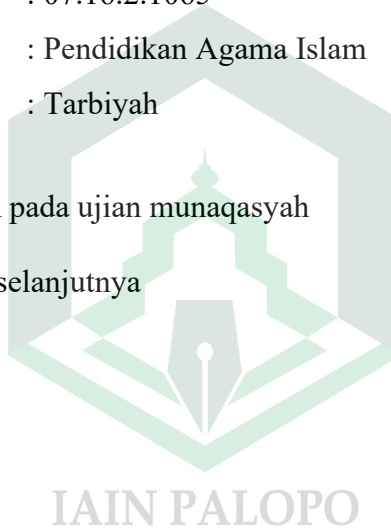 : Pendidikan Agama Islam
: Tarbiyah
pada ujian munaqasyah
selanjutnya
IAIN PALOPO